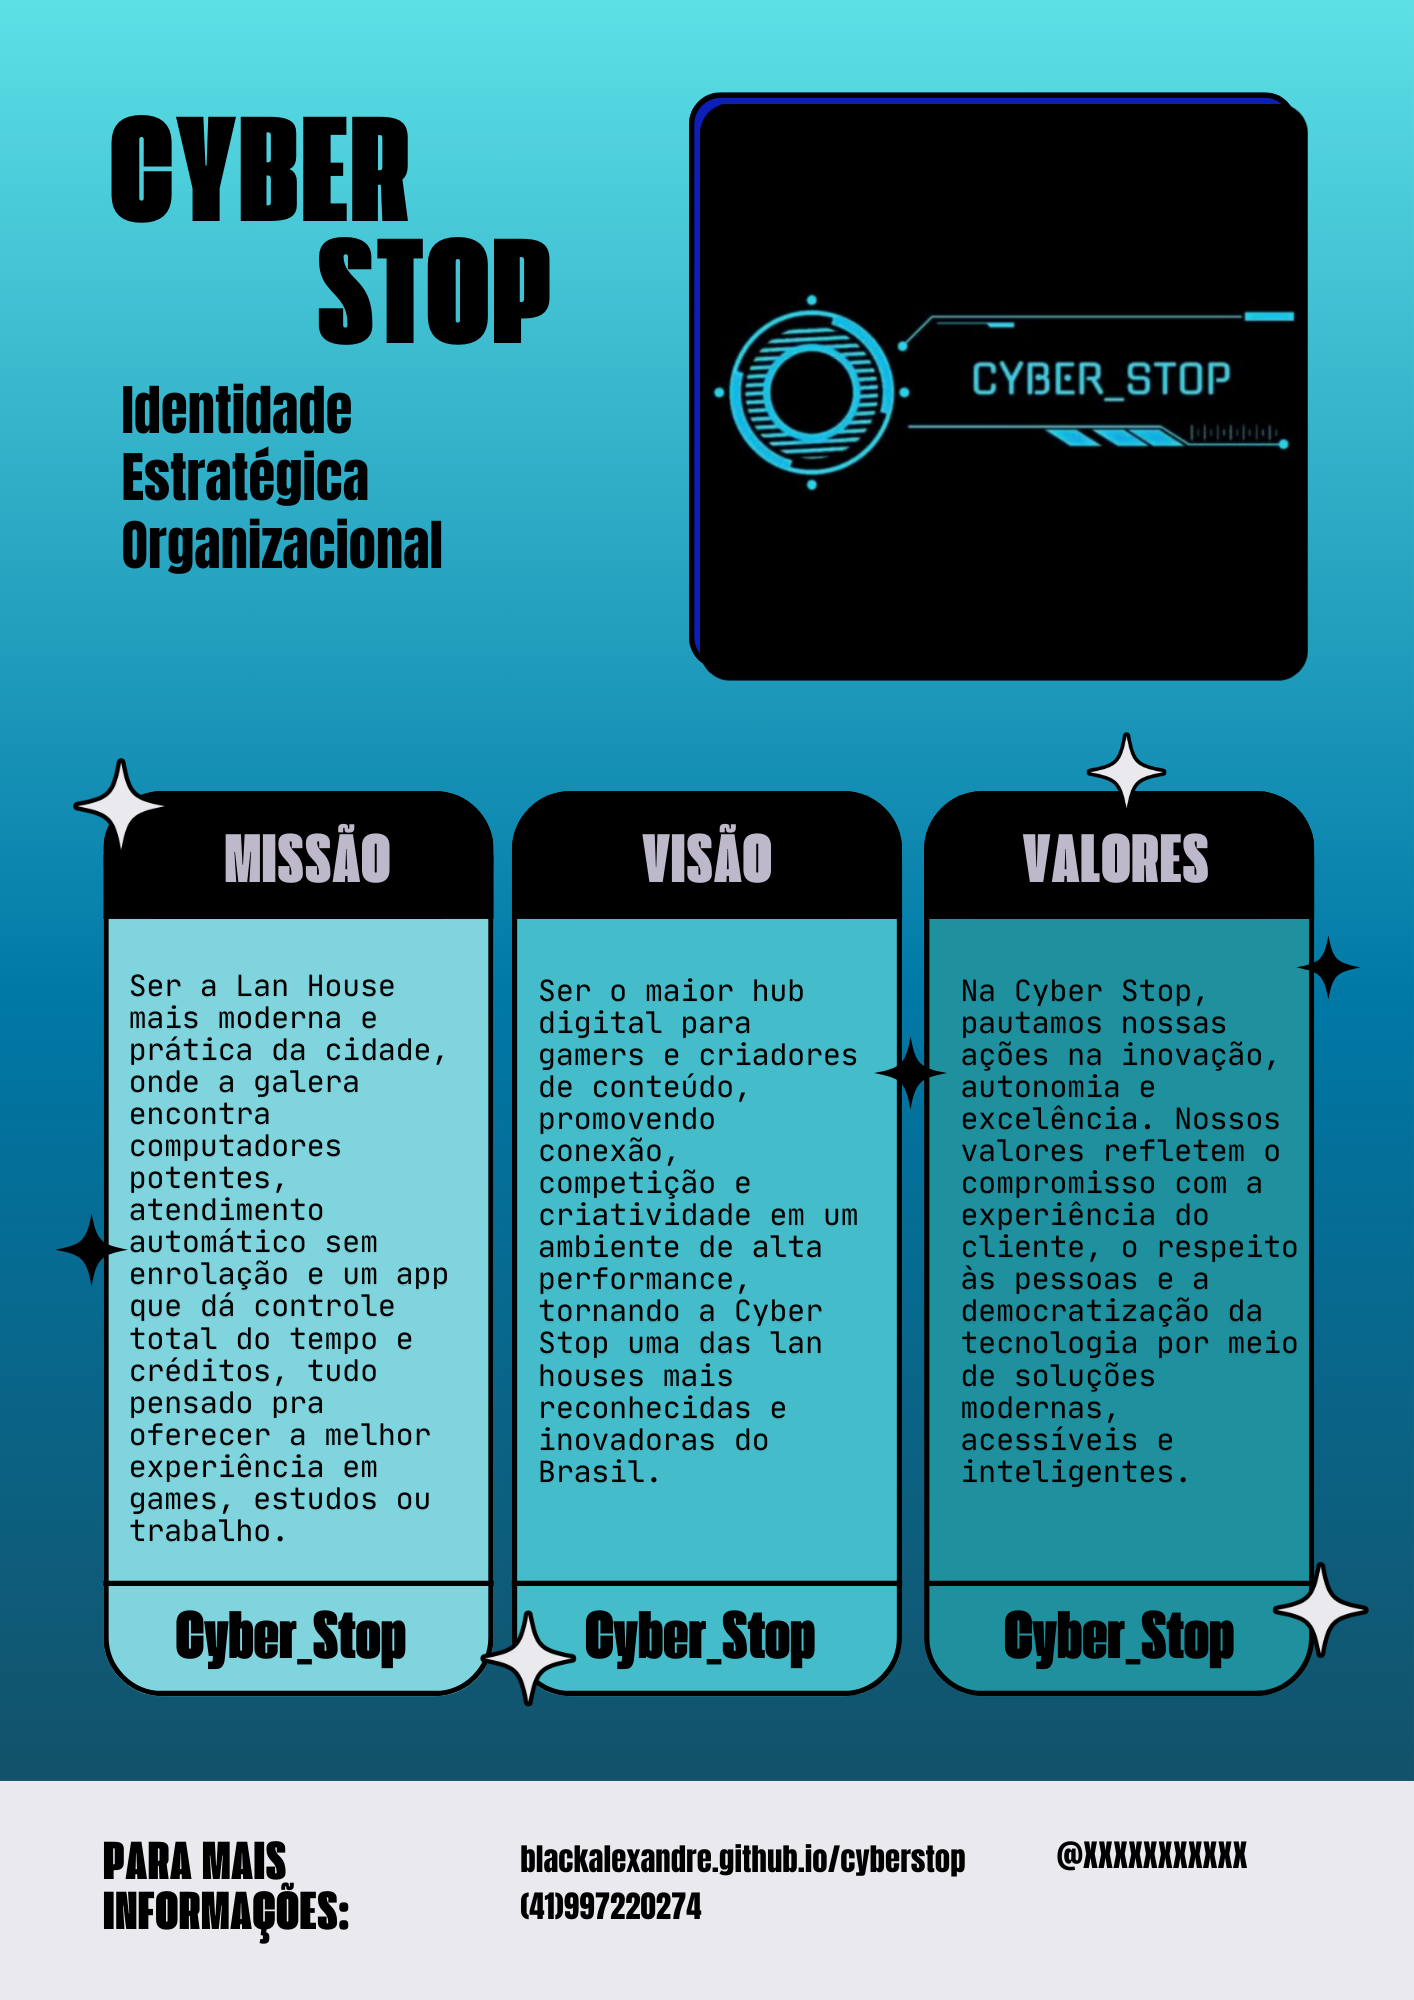 CYBER
STOP
Identidade
Estratégica
Organizacional
CYBER_STOP
MISSÃO
Ser a Lan House
mais moderna e
prática da cidade,
onde a galera
encontra
computadores
potentes,
atendimento
automático sem
enrolação e um app
que dá controle
total do tempo e
créditos, tudo
pensado pra
oferecer a melhor
experiência em
games, estudos ou
trabalho.
Cyber_Stop
VISÃO
Ser o maior hub
digital para
gamers e criadores
de conteúdo,
promovendo
conexão,
competição e
criatividade em um
ambiente de alta
performance,
tornando a Cyber
Stop uma das lan
houses mais
reconhecidas e
inovadoras do
Brasil.
Cyber_Stop
VALORES
Na Cyber Stop,
pautamos nossas
ações na inovação,
autonomia e
excelência. Nossos
valores refletem o
compromisso com a
experiência do
cliente, o respeito
às pessoas e a
democratização da
tecnologia por meio
de soluções
modernas,
acessíveis e
inteligentes.
Cyber_Stop
PARA MAIS
INFORMAÇÕES:
blackalexandre.github.io/cyberstop
(41)997220274
@XXXXXXXXXXX